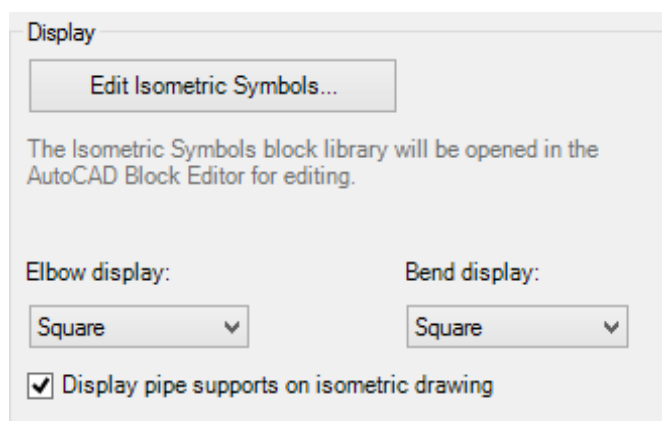 Display
Edit Isometric Symbols...
The Isometric Symbols block library will be opened in the
AutoCAD Block Editor for editing.
Elbow display: Bend display:
Square Square
Display pipe supports on isometric drawing